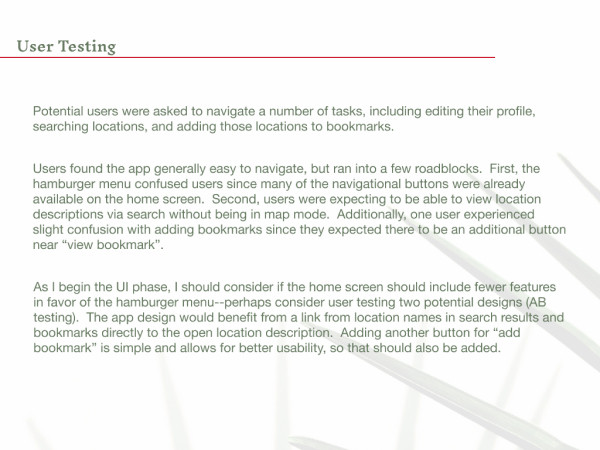 User Testing
Potential users were asked to navigate a number of tasks, including editing their profile,
searching locations, and adding those locations to bookmarks.
Users found the app generally easy to navigate, but ran into a few roadblocks.  First, the
hamburger menu confused users since many of the navigational buttons were already
available on the home screen.  Second, users were expecting to be able to view location
descriptions via search without being in map mode.  Additionally, one user experienced
slight confusion with adding bookmarks since they expected there to be an additional button
near “view bookmark”.
As I begin the UI phase, I should consider if the home screen should include fewer features
in favor of the hamburger menu--perhaps consider user testing two potential designs (AB
testing).  The app design would benefit from a link from location names in search results and
bookmarks directly to the open location description.  Adding another button for “add
bookmark” is simple and allows for better usability, so that should also be added.